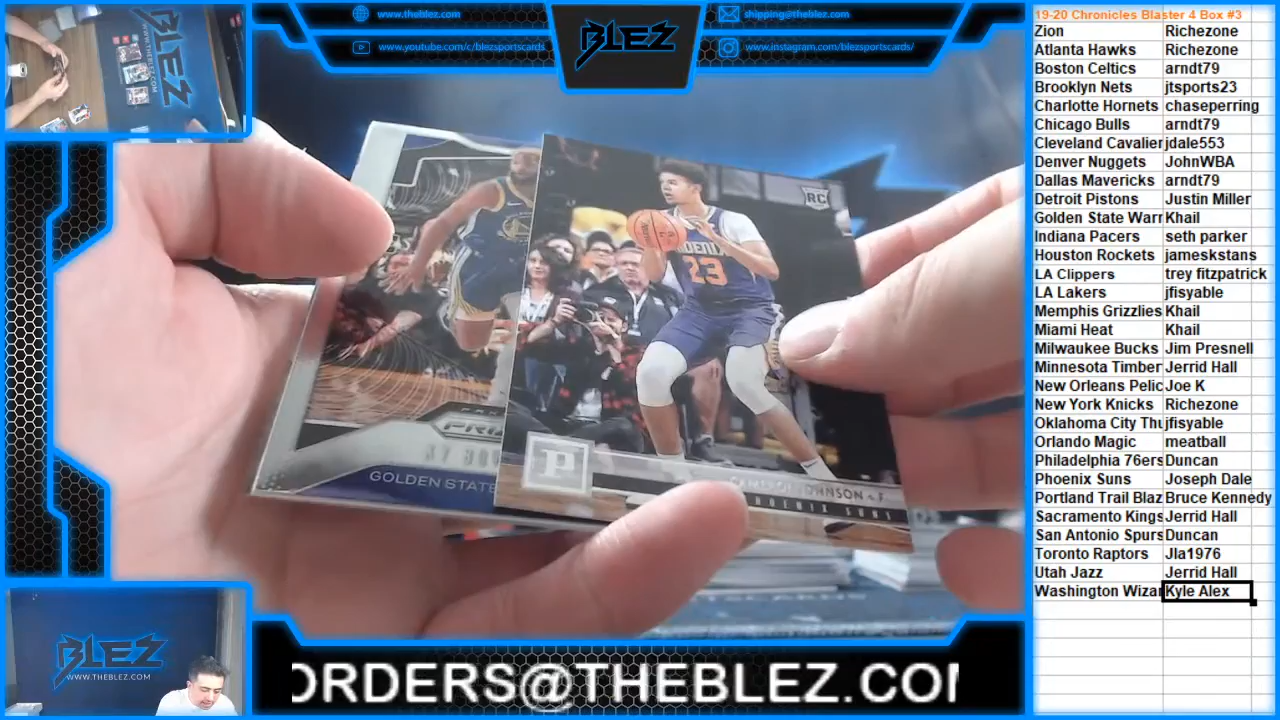 www.theblez.com
www.youtube.com/c/blezsportscards
BLEZ
shipping@theblez.com
www.instagram.com/blezsportscards/
BLEZ
WWW.THEBLEZ.COM
RC
23
P
JOHNSON F
PHOENIX SUNS
GOLDEN STATE
BLEZ
WWW.THEBLEZ.COM
ORDERS@THEBLEZ.COM
19-20 Chronicles Blaster 4 Box #3
Zion Richezone
Atlanta Hawks Richezone
Boston Celtics arndt79
Brooklyn Nets jtsports23
Charlotte Hornets chaseperring
Chicago Bulls arndt79
Cleveland Cavalier jdale553
Denver Nuggets JohnWBA
Dallas Mavericks arndt79
Detroit Pistons Justin Miller
Golden State Warr Khail
Indiana Pacers seth parker
Houston Rockets jameskstans
LA Clippers trey fitzpatrick
LA Lakers jfisyable
Memphis Grizzlies Khail
Miami Heat Khail
Milwaukee Bucks Jim Presnell
Minnesota Timber Jerrid Hall
New Orleans Pelic Joe K
New York Knicks Richezone
Oklahoma City Thu jfisyable
Orlando Magic meatball
Philadelphia 76ers Duncan
Phoenix Suns Joseph Dale
Portland Trail Blaz Bruce Kennedy
Sacramento Kings Jerrid Hall
San Antonio Spurs Duncan
Toronto Raptors Jla1976
Utah Jazz Jerrid Hall
Washington Wizar Kyle Alex